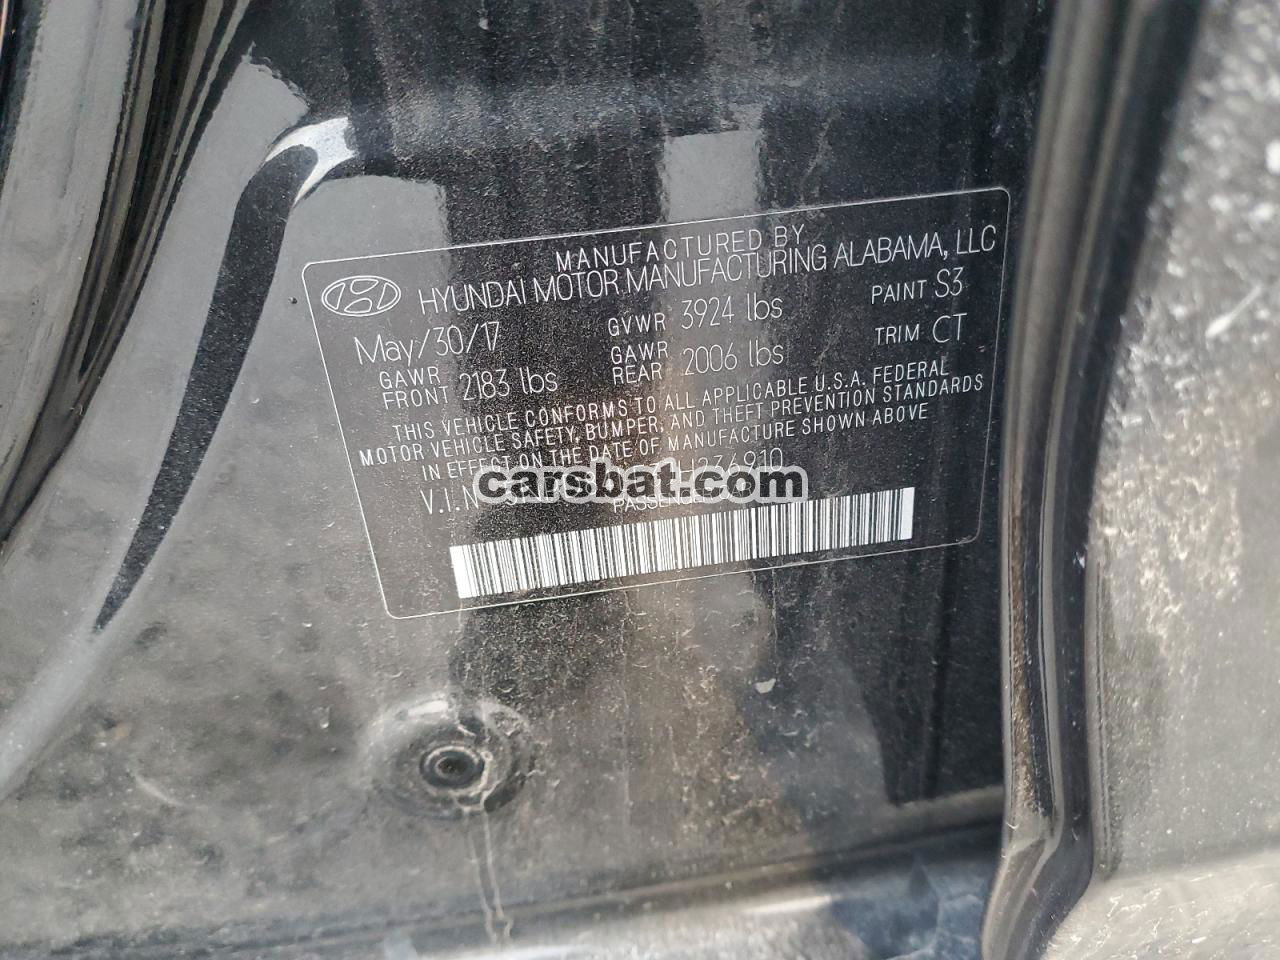 MANUFACTURED BY
HYUNDAI MOTOR MANUFACTURING ALABAMA, LLC
May/30/17 GVWR 3924 lbs PAINT S3
GAWR FRONT 2183 lbs GAWR REAR 2006 lbs TRIM CT
THIS VEHICLE CONFORMS TO ALL APPLICABLE U.S.A. FEDERAL
MOTOR VEHICLE SAFETY, BUMPER, AND THEFT PREVENTION STANDARDS
IN EFFECT ON THE DATE OF MANUFACTURE SHOWN ABOVE
V.I.N H236910
carsbat.com